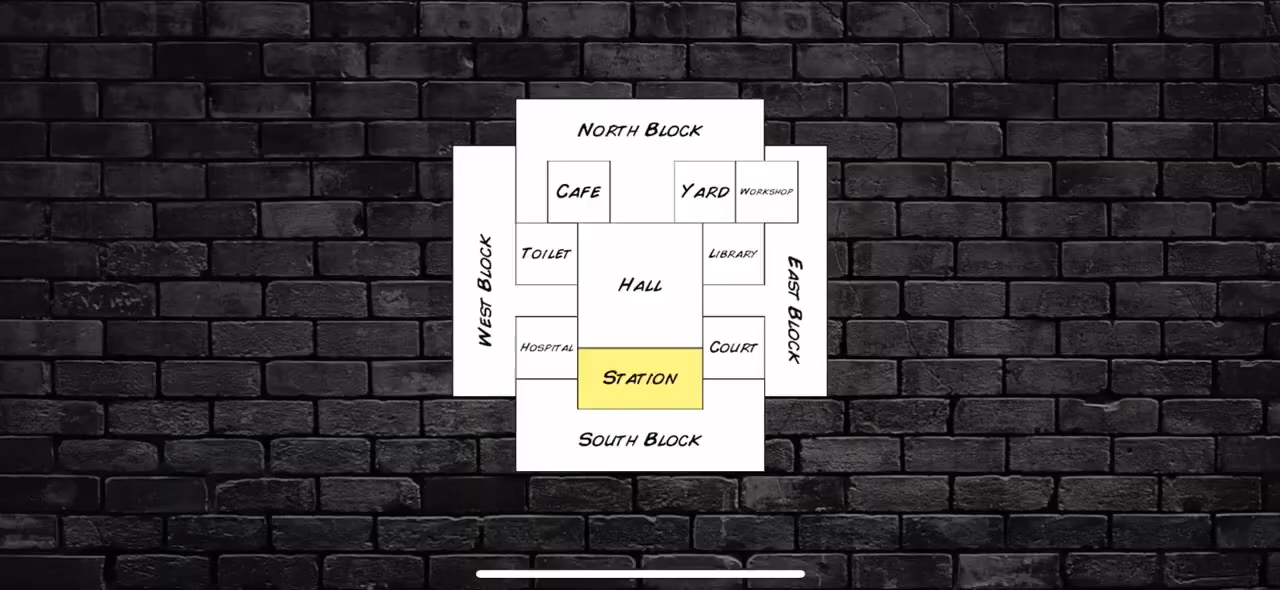 North Block
Cafe
Yard
Workshop
Toilet
Library
West Block
Hall
East Block
Hospital
Court
Station
South Block